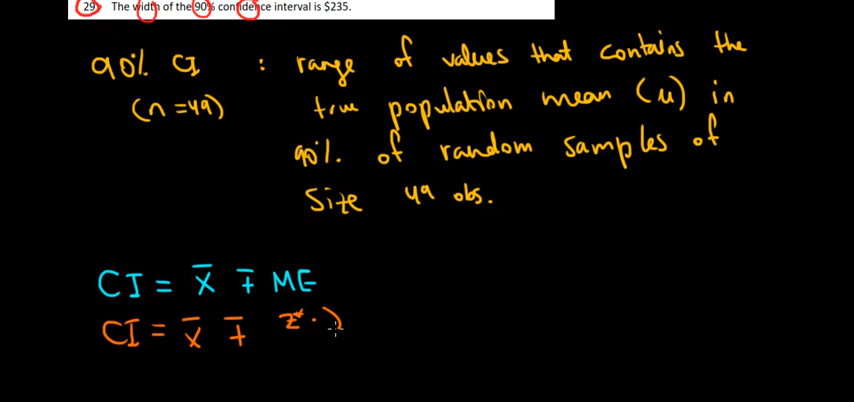 29. The width of the 90% confidence interval is $235.
90% CI : range of values that contains the
(n = 49) true population mean (μ) in
90% of random samples of
size 49 obs.
CI = x̄ ∓ ME
CI = x̄ ∓ z* ·